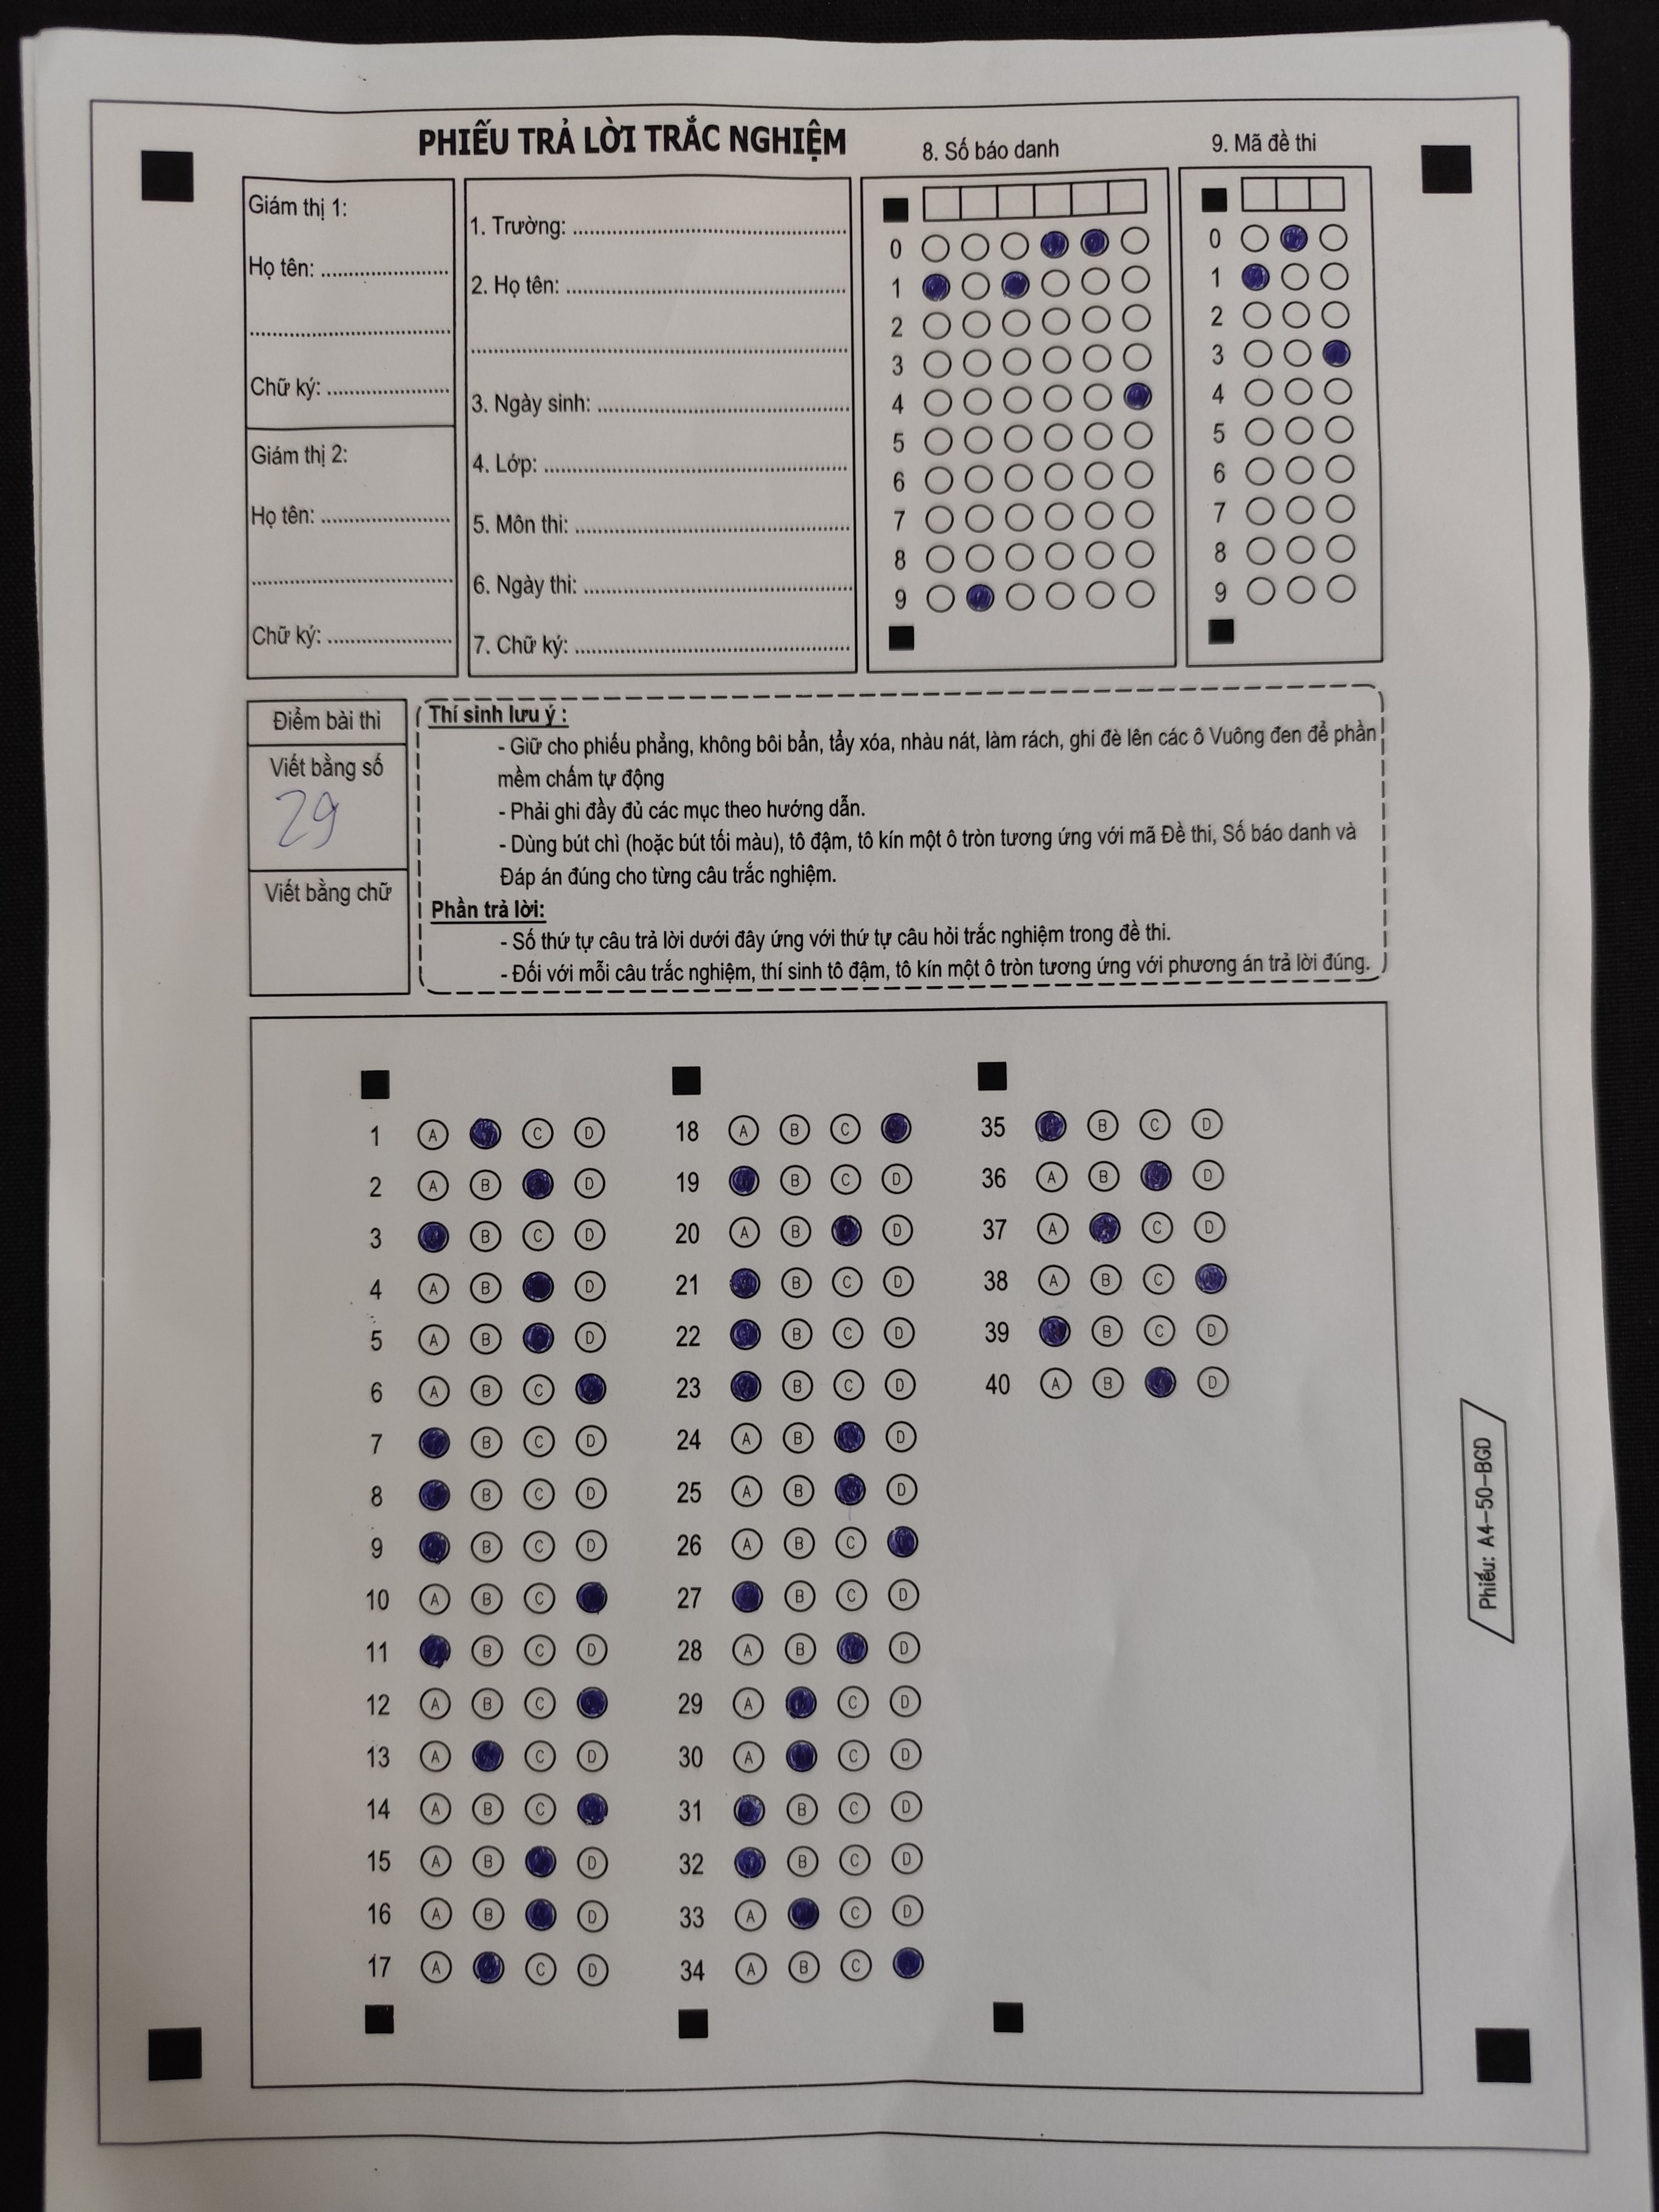 PHIẾU TRẢ LỜI TRẮC NGHIỆM
8. Số báo danh
9. Mã đề thi
Giám thị 1:
Họ tên: ......................
...................................
Chữ ký: .....................
Giám thị 2:
Họ tên: ......................
...................................
Chữ ký: .....................
1. Trường: ..............................................
2. Họ tên: ...............................................
................................................................
3. Ngày sinh: ..........................................
4. Lớp: ...................................................
5. Môn thi: ..............................................
6. Ngày thi: .............................................
7. Chữ ký: ..............................................
0
1
2
3
4
5
6
7
8
9
0
1
2
3
4
5
6
7
8
9
Điểm bài thi
Viết bằng số
29
Viết bằng chữ
Thí sinh lưu ý :
- Giữ cho phiếu phẳng, không bôi bẩn, tẩy xóa, nhàu nát, làm rách, ghi đè lên các ô Vuông đen để phần
mềm chấm tự động
- Phải ghi đầy đủ các mục theo hướng dẫn.
- Dùng bút chì (hoặc bút tối màu), tô đậm, tô kín một ô tròn tương ứng với mã Đề thi, Số báo danh và
Đáp án đúng cho từng câu trắc nghiệm.
Phần trả lời:
- Số thứ tự câu trả lời dưới đây ứng với thứ tự câu hỏi trắc nghiệm trong đề thi.
- Đối với mỗi câu trắc nghiệm, thí sinh tô đậm, tô kín một ô tròn tương ứng với phương án trả lời đúng.
1 A C D
2 A B D
3 B C D
4 A B D
5 A B D
6 A B C
7 B C D
8 B C D
9 B C D
10 A B C
11 B C D
12 A B C
13 A C D
14 A B C
15 A B D
16 A B D
17 A C D
18 A B C
19 B C D
20 A B D
21 B C D
22 B C D
23 B C D
24 A B D
25 A B D
26 A B C
27 B C D
28 A B D
29 A C D
30 A C D
31 B C D
32 B C D
33 A C D
34 A B C
35 B C D
36 A B D
37 A C D
38 A B C
39 B C D
40 A B D
Phiếu: A4-50-BGD